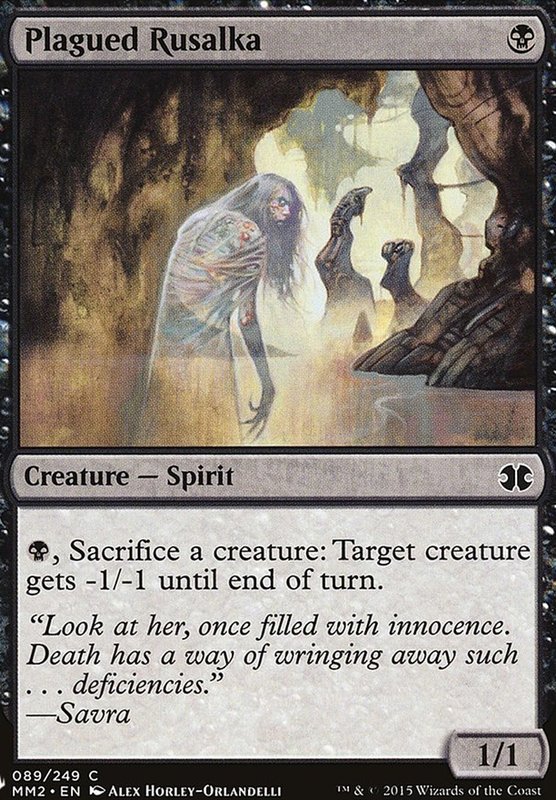 Plagued Rusalka
Creature — Spirit
, Sacrifice a creature: Target creature
gets -1/-1 until end of turn.
“Look at her, once filled with innocence.
Death has a way of wringing away such
. . . deficiencies.”
—Savra
1/1
089/249 C
MM2 • EN Alex Horley-Orlandelli
™ & © 2015 Wizards of the Coast